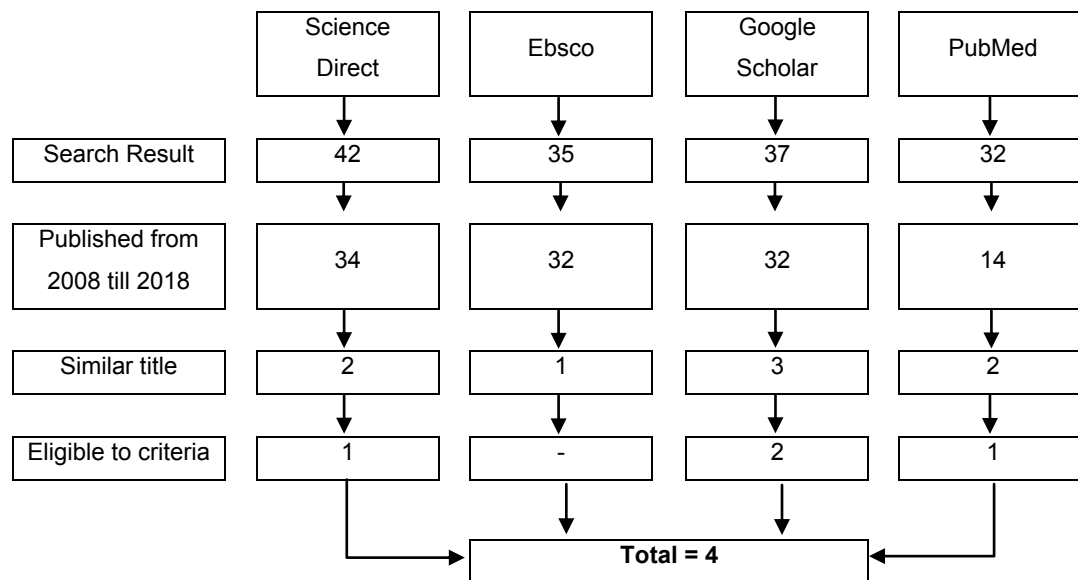 Science
Direct
Ebsco
Google
Scholar
PubMed
Search Result
42
35
37
32
Published from
2008 till 2018
34
32
32
14
Similar title
2
1
3
2
Eligible to criteria
1
-
2
1
Total = 4